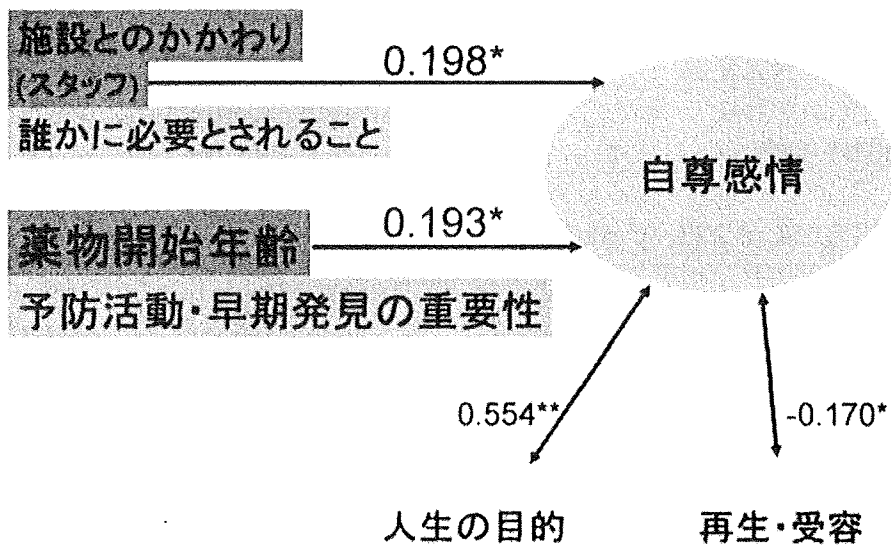 施設とのかかわり
(スタッフ)
0.198*
誰かに必要とされること
自尊感情
薬物開始年齢
0.193*
予防活動・早期発見の重要性
0.554**
-0.170*
人生の目的
再生・受容